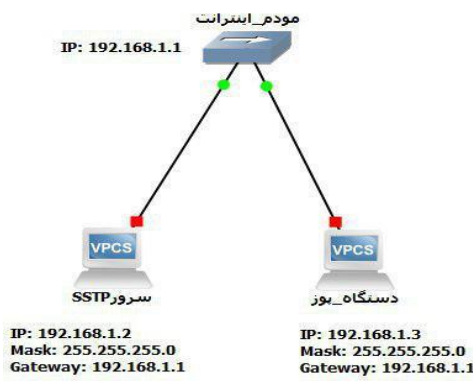 مودم_اینترانت
IP: 192.168.1.1
VPCS
VPCS
سرورSSTP
دستگاه_پوز
IP: 192.168.1.2
Mask: 255.255.255.0
Gateway: 192.168.1.1
IP: 192.168.1.3
Mask: 255.255.255.0
Gateway: 192.168.1.1